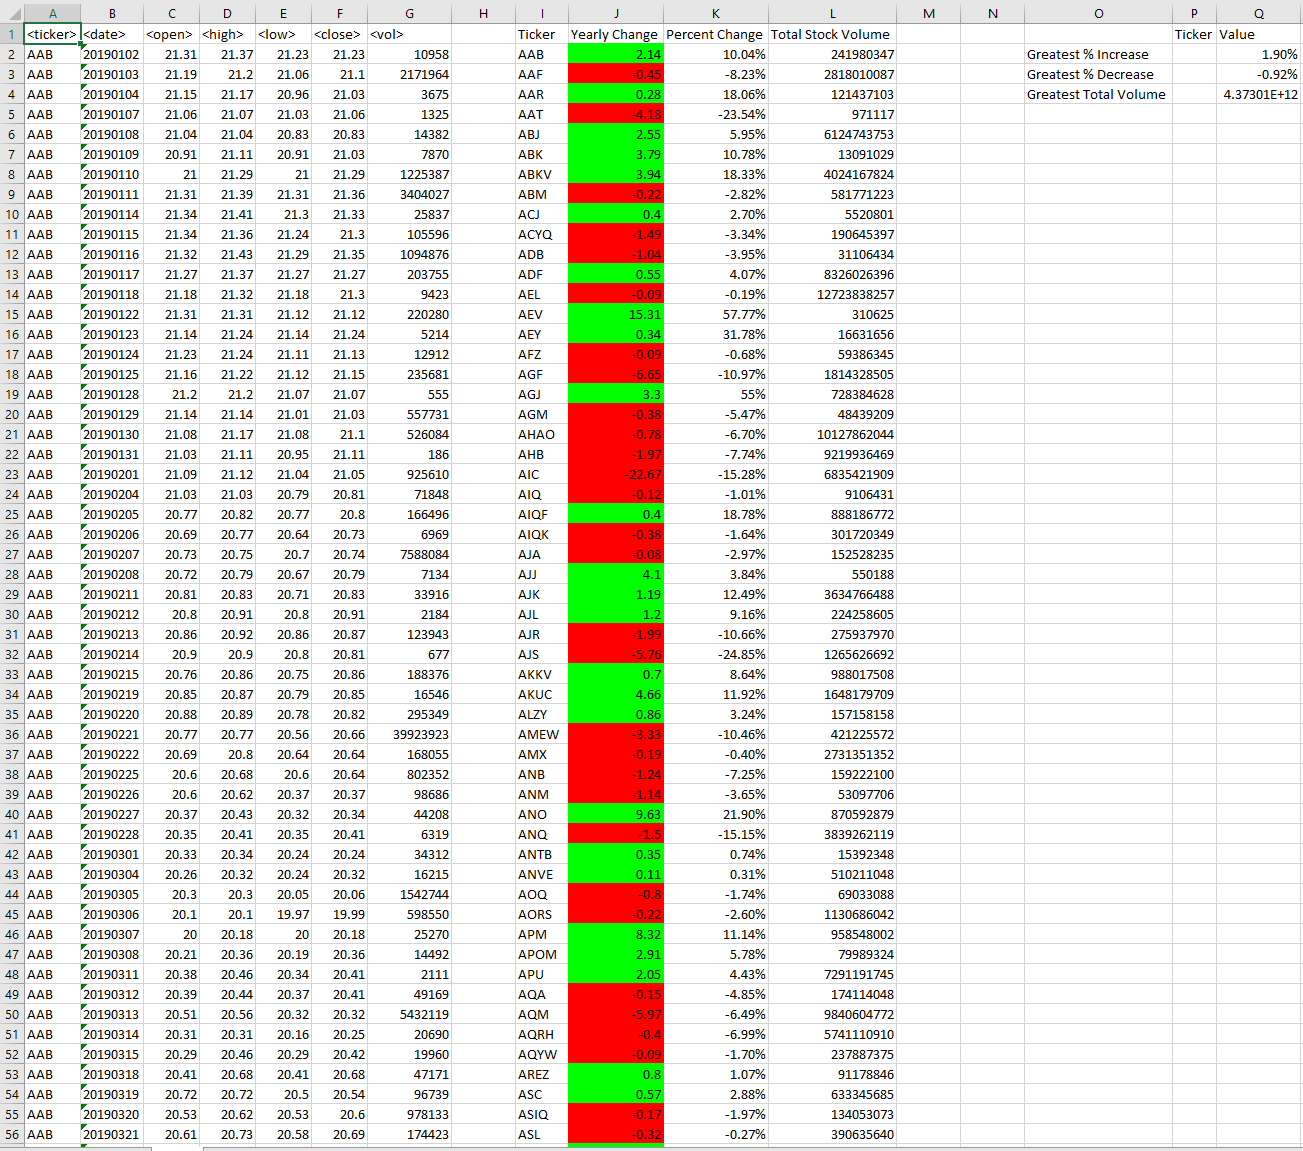 A B C D E F G H I J K L M N O P Q
1 <ticker> <date> <open> <high> <low> <close> <vol> Ticker Yearly Change Percent Change Total Stock Volume Ticker Value
2 AAB 20190102 21.31 21.37 21.23 21.23 10958 AAB 2.14 10.04% 241980347 Greatest % Increase 1.90%
3 AAB 20190103 21.19 21.2 21.06 21.1 2171964 AAF -0.45 -8.23% 2818010087 Greatest % Decrease -0.92%
4 AAB 20190104 21.15 21.17 20.96 21.03 3675 AAR 0.28 18.06% 121437103 Greatest Total Volume 4.37301E+12
5 AAB 20190107 21.06 21.07 21.03 21.06 1325 AAT -4.18 -23.54% 971117
6 AAB 20190108 21.04 21.04 20.83 20.83 14382 ABJ 2.55 5.95% 6124743753
7 AAB 20190109 20.91 21.11 20.91 21.03 7870 ABK 3.79 10.78% 13091029
8 AAB 20190110 21 21.29 21 21.29 1225387 ABKV 3.94 18.33% 4024167824
9 AAB 20190111 21.31 21.39 21.31 21.36 3404027 ABM -0.22 -2.82% 581771223
10 AAB 20190114 21.34 21.41 21.3 21.33 25837 ACJ 0.4 2.70% 5520801
11 AAB 20190115 21.34 21.36 21.24 21.3 105596 ACYQ -1.49 -3.34% 190645397
12 AAB 20190116 21.32 21.43 21.29 21.35 1094876 ADB -1.04 -3.95% 31106434
13 AAB 20190117 21.27 21.37 21.27 21.27 203755 ADF 0.55 4.07% 8326026396
14 AAB 20190118 21.18 21.32 21.18 21.3 9423 AEL -0.09 -0.19% 12723838257
15 AAB 20190122 21.31 21.31 21.12 21.12 220280 AEV 15.31 57.77% 310625
16 AAB 20190123 21.14 21.24 21.14 21.24 5214 AEY 0.34 31.78% 16631656
17 AAB 20190124 21.23 21.24 21.11 21.13 12912 AFZ -0.09 -0.68% 59386345
18 AAB 20190125 21.16 21.22 21.12 21.15 235681 AGF -6.65 -10.97% 1814328505
19 AAB 20190128 21.2 21.2 21.07 21.07 555 AGJ 3.3 55% 728384628
20 AAB 20190129 21.14 21.14 21.01 21.03 557731 AGM -0.38 -5.47% 48439209
21 AAB 20190130 21.08 21.17 21.08 21.1 526084 AHAO -0.78 -6.70% 10127862044
22 AAB 20190131 21.03 21.11 20.95 21.11 186 AHB -1.97 -7.74% 9219936469
23 AAB 20190201 21.09 21.12 21.04 21.05 925610 AIC -22.67 -15.28% 6835421909
24 AAB 20190204 21.03 21.03 20.79 20.81 71848 AIQ -0.12 -1.01% 9106431
25 AAB 20190205 20.77 20.82 20.77 20.8 166496 AIQF 0.4 18.78% 888186772
26 AAB 20190206 20.69 20.77 20.64 20.73 6969 AIQK -0.38 -1.64% 301720349
27 AAB 20190207 20.73 20.75 20.7 20.74 7588084 AJA -0.08 -2.97% 152528235
28 AAB 20190208 20.72 20.79 20.67 20.79 7134 AJJ 4.1 3.84% 550188
29 AAB 20190211 20.81 20.83 20.71 20.83 33916 AJK 1.19 12.49% 3634766488
30 AAB 20190212 20.8 20.91 20.8 20.91 2184 AJL 1.2 9.16% 224258605
31 AAB 20190213 20.86 20.92 20.86 20.87 123943 AJR -1.99 -10.66% 275937970
32 AAB 20190214 20.9 20.9 20.8 20.81 677 AJS -5.76 -24.85% 1265626692
33 AAB 20190215 20.76 20.86 20.75 20.86 188376 AKKV 0.7 8.64% 988017508
34 AAB 20190219 20.85 20.87 20.79 20.85 16546 AKUC 4.66 11.92% 1648179709
35 AAB 20190220 20.88 20.89 20.78 20.82 295349 ALZY 0.86 3.24% 157158158
36 AAB 20190221 20.77 20.77 20.56 20.66 39923923 AMEW -3.33 -10.46% 421225572
37 AAB 20190222 20.69 20.8 20.64 20.64 168055 AMX -0.19 -0.40% 2731351352
38 AAB 20190225 20.6 20.68 20.6 20.64 802352 ANB -1.24 -7.25% 159222100
39 AAB 20190226 20.6 20.62 20.37 20.37 98686 ANM -1.14 -3.65% 53097706
40 AAB 20190227 20.37 20.43 20.32 20.34 44208 ANO 9.63 21.90% 870592879
41 AAB 20190228 20.35 20.41 20.35 20.41 6319 ANQ -1.5 -15.15% 3839262119
42 AAB 20190301 20.33 20.34 20.24 20.24 34312 ANTB 0.35 0.74% 15392348
43 AAB 20190304 20.26 20.32 20.24 20.32 16215 ANVE 0.11 0.31% 510211048
44 AAB 20190305 20.3 20.3 20.05 20.06 1542744 AOQ -0.8 -1.74% 69033088
45 AAB 20190306 20.1 20.1 19.97 19.99 598550 AORS -0.22 -2.60% 1130686042
46 AAB 20190307 20 20.18 20 20.18 25270 APM 8.32 11.14% 958548002
47 AAB 20190308 20.21 20.36 20.19 20.36 14492 APOM 2.91 5.78% 79989324
48 AAB 20190311 20.38 20.46 20.34 20.41 2111 APU 2.05 4.43% 7291191745
49 AAB 20190312 20.39 20.44 20.37 20.41 49169 AQA -0.15 -4.85% 174114048
50 AAB 20190313 20.51 20.56 20.32 20.32 5432119 AQM -5.97 -6.49% 9840604772
51 AAB 20190314 20.31 20.31 20.16 20.25 20690 AQRH -0.4 -6.99% 5741110910
52 AAB 20190315 20.29 20.46 20.29 20.42 19960 AQYW -0.09 -1.70% 237887375
53 AAB 20190318 20.41 20.68 20.41 20.68 47171 AREZ 0.8 1.07% 91178846
54 AAB 20190319 20.72 20.72 20.5 20.54 96739 ASC 0.57 2.88% 633345685
55 AAB 20190320 20.53 20.62 20.53 20.6 978133 ASIQ -0.17 -1.97% 134053073
56 AAB 20190321 20.61 20.73 20.58 20.69 174423 ASL -0.32 -0.27% 390635640